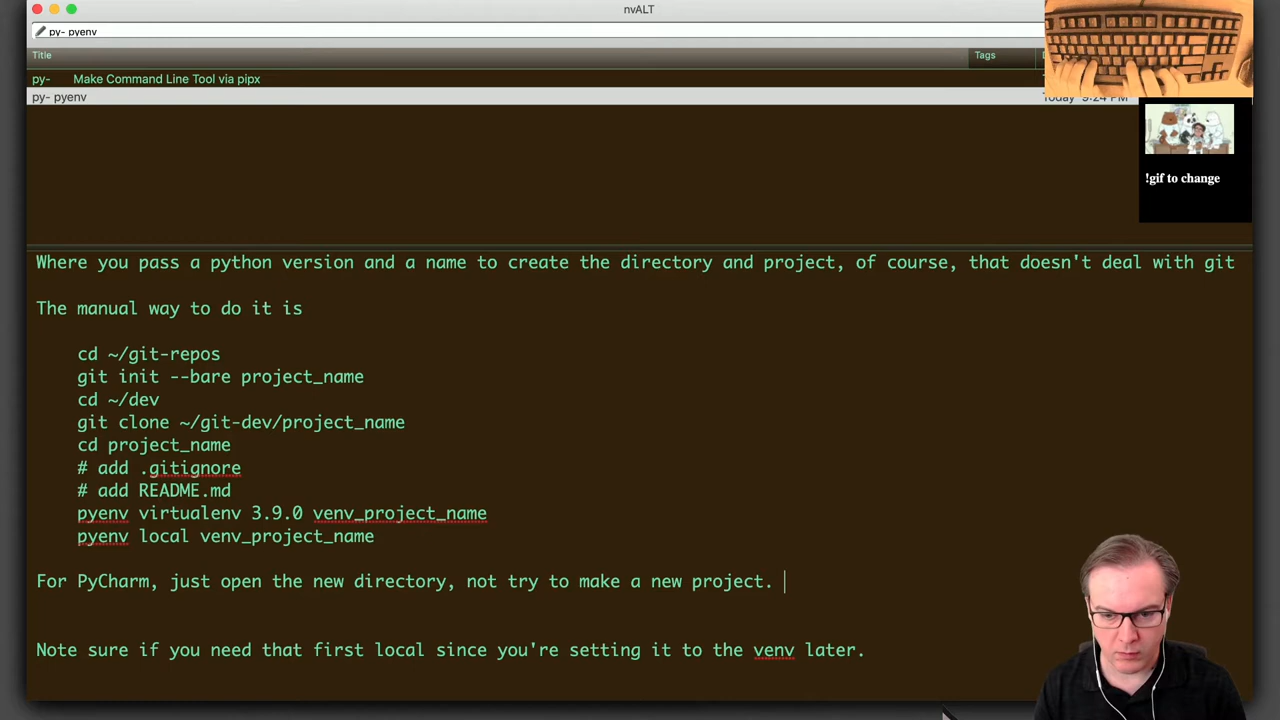 nvALT
py- pyenv
Title
Tags
py- Make Command Line Tool via pipx
py- pyenv
Today 9:24 PM
!gif to change
Where you pass a python version and a name to create the directory and project, of course, that doesn't deal with git
The manual way to do it is
cd ~/git-repos
git init --bare project_name
cd ~/dev
git clone ~/git-dev/project_name
cd project_name
# add .gitignore
# add README.md
pyenv virtualenv 3.9.0 venv_project_name
pyenv local venv_project_name
For PyCharm, just open the new directory, not try to make a new project.
Note sure if you need that first local since you're setting it to the venv later.